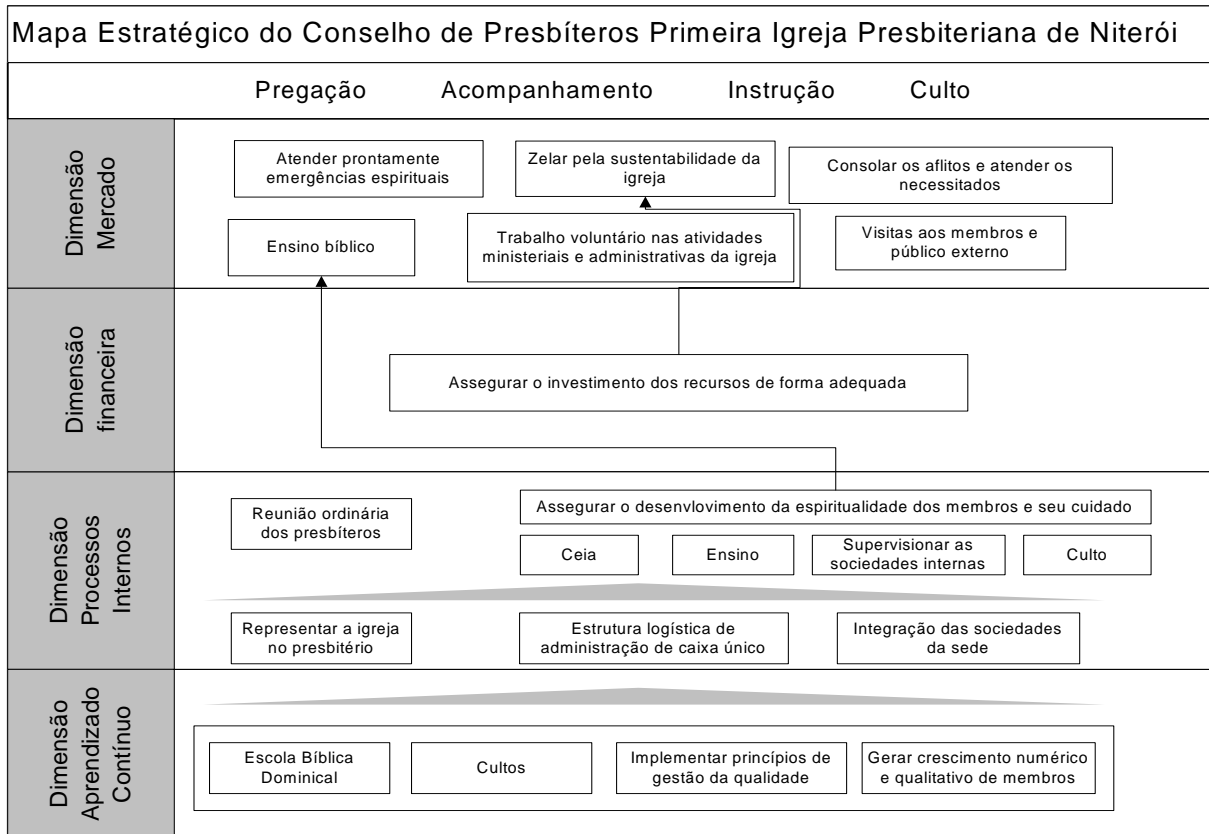 Mapa Estratégico do Conselho de Presbíteros Primeira Igreja Presbiteriana de Niterói
Pregação Acompanhamento Instrução Culto
Dimensão
Mercado
Atender prontamente
emergências espirituais
Zelar pela sustentabilidade da
igreja
Consolar os aflitos e atender os
necessitados
Ensino bíblico
Trabalho voluntário nas atividades
ministeriais e administrativas da igreja
Visitas aos membros e
público externo
Dimensão
financeira
Assegurar o investimento dos recursos de forma adequada
Dimensão
Processos
Internos
Reunião ordinária
dos presbíteros
Assegurar o desenvlovimento da espiritualidade dos membros e seu cuidado
Ceia
Ensino
Supervisionar as
sociedades internas
Culto
Representar a igreja
no presbitério
Estrutura logística de
administração de caixa único
Integração das sociedades
da sede
Dimensão
Aprendizado
Contínuo
Escola Bíblica
Dominical
Cultos
Implementar princípios de
gestão da qualidade
Gerar crescimento numérico
e qualitativo de membros